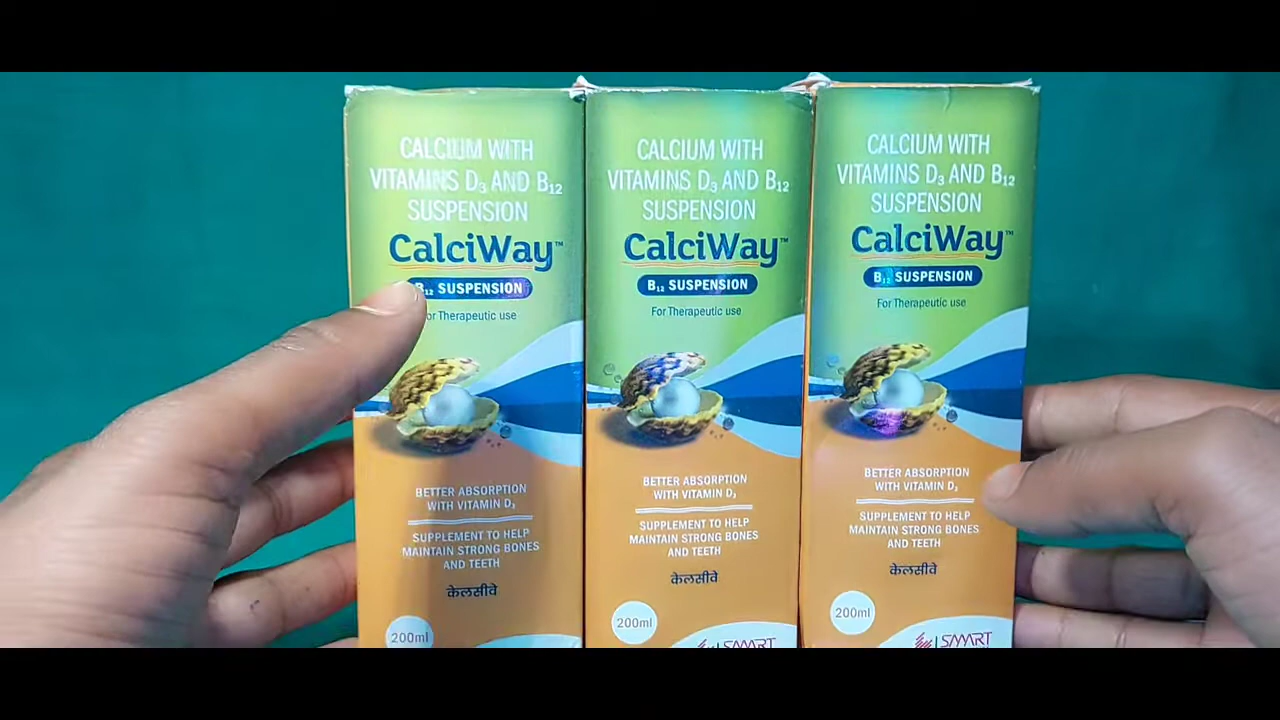 CALCIUM WITH
VITAMINS D3 AND B12
SUSPENSION
CalciWay™
B12 SUSPENSION
or Therapeutic use
BETTER ABSORPTION
WITH VITAMIN D3
SUPPLEMENT TO HELP
MAINTAIN STRONG BONES
AND TEETH
केलसीवे
200ml
CALCIUM WITH
VITAMINS D3 AND B12
SUSPENSION
CalciWay™
B12 SUSPENSION
For Therapeutic use
BETTER ABSORPTION
WITH VITAMIN D3
SUPPLEMENT TO HELP
MAINTAIN STRONG BONES
AND TEETH
केलसीवे
200ml
SMART
CALCIUM WITH
VITAMINS D3 AND B12
SUSPENSION
CalciWay™
B12 SUSPENSION
For Therapeutic use
BETTER ABSORPTION
WITH VITAMIN D3
SUPPLEMENT TO HELP
MAINTAIN STRONG BONES
AND TEETH
केलसीवे
200ml
SMART